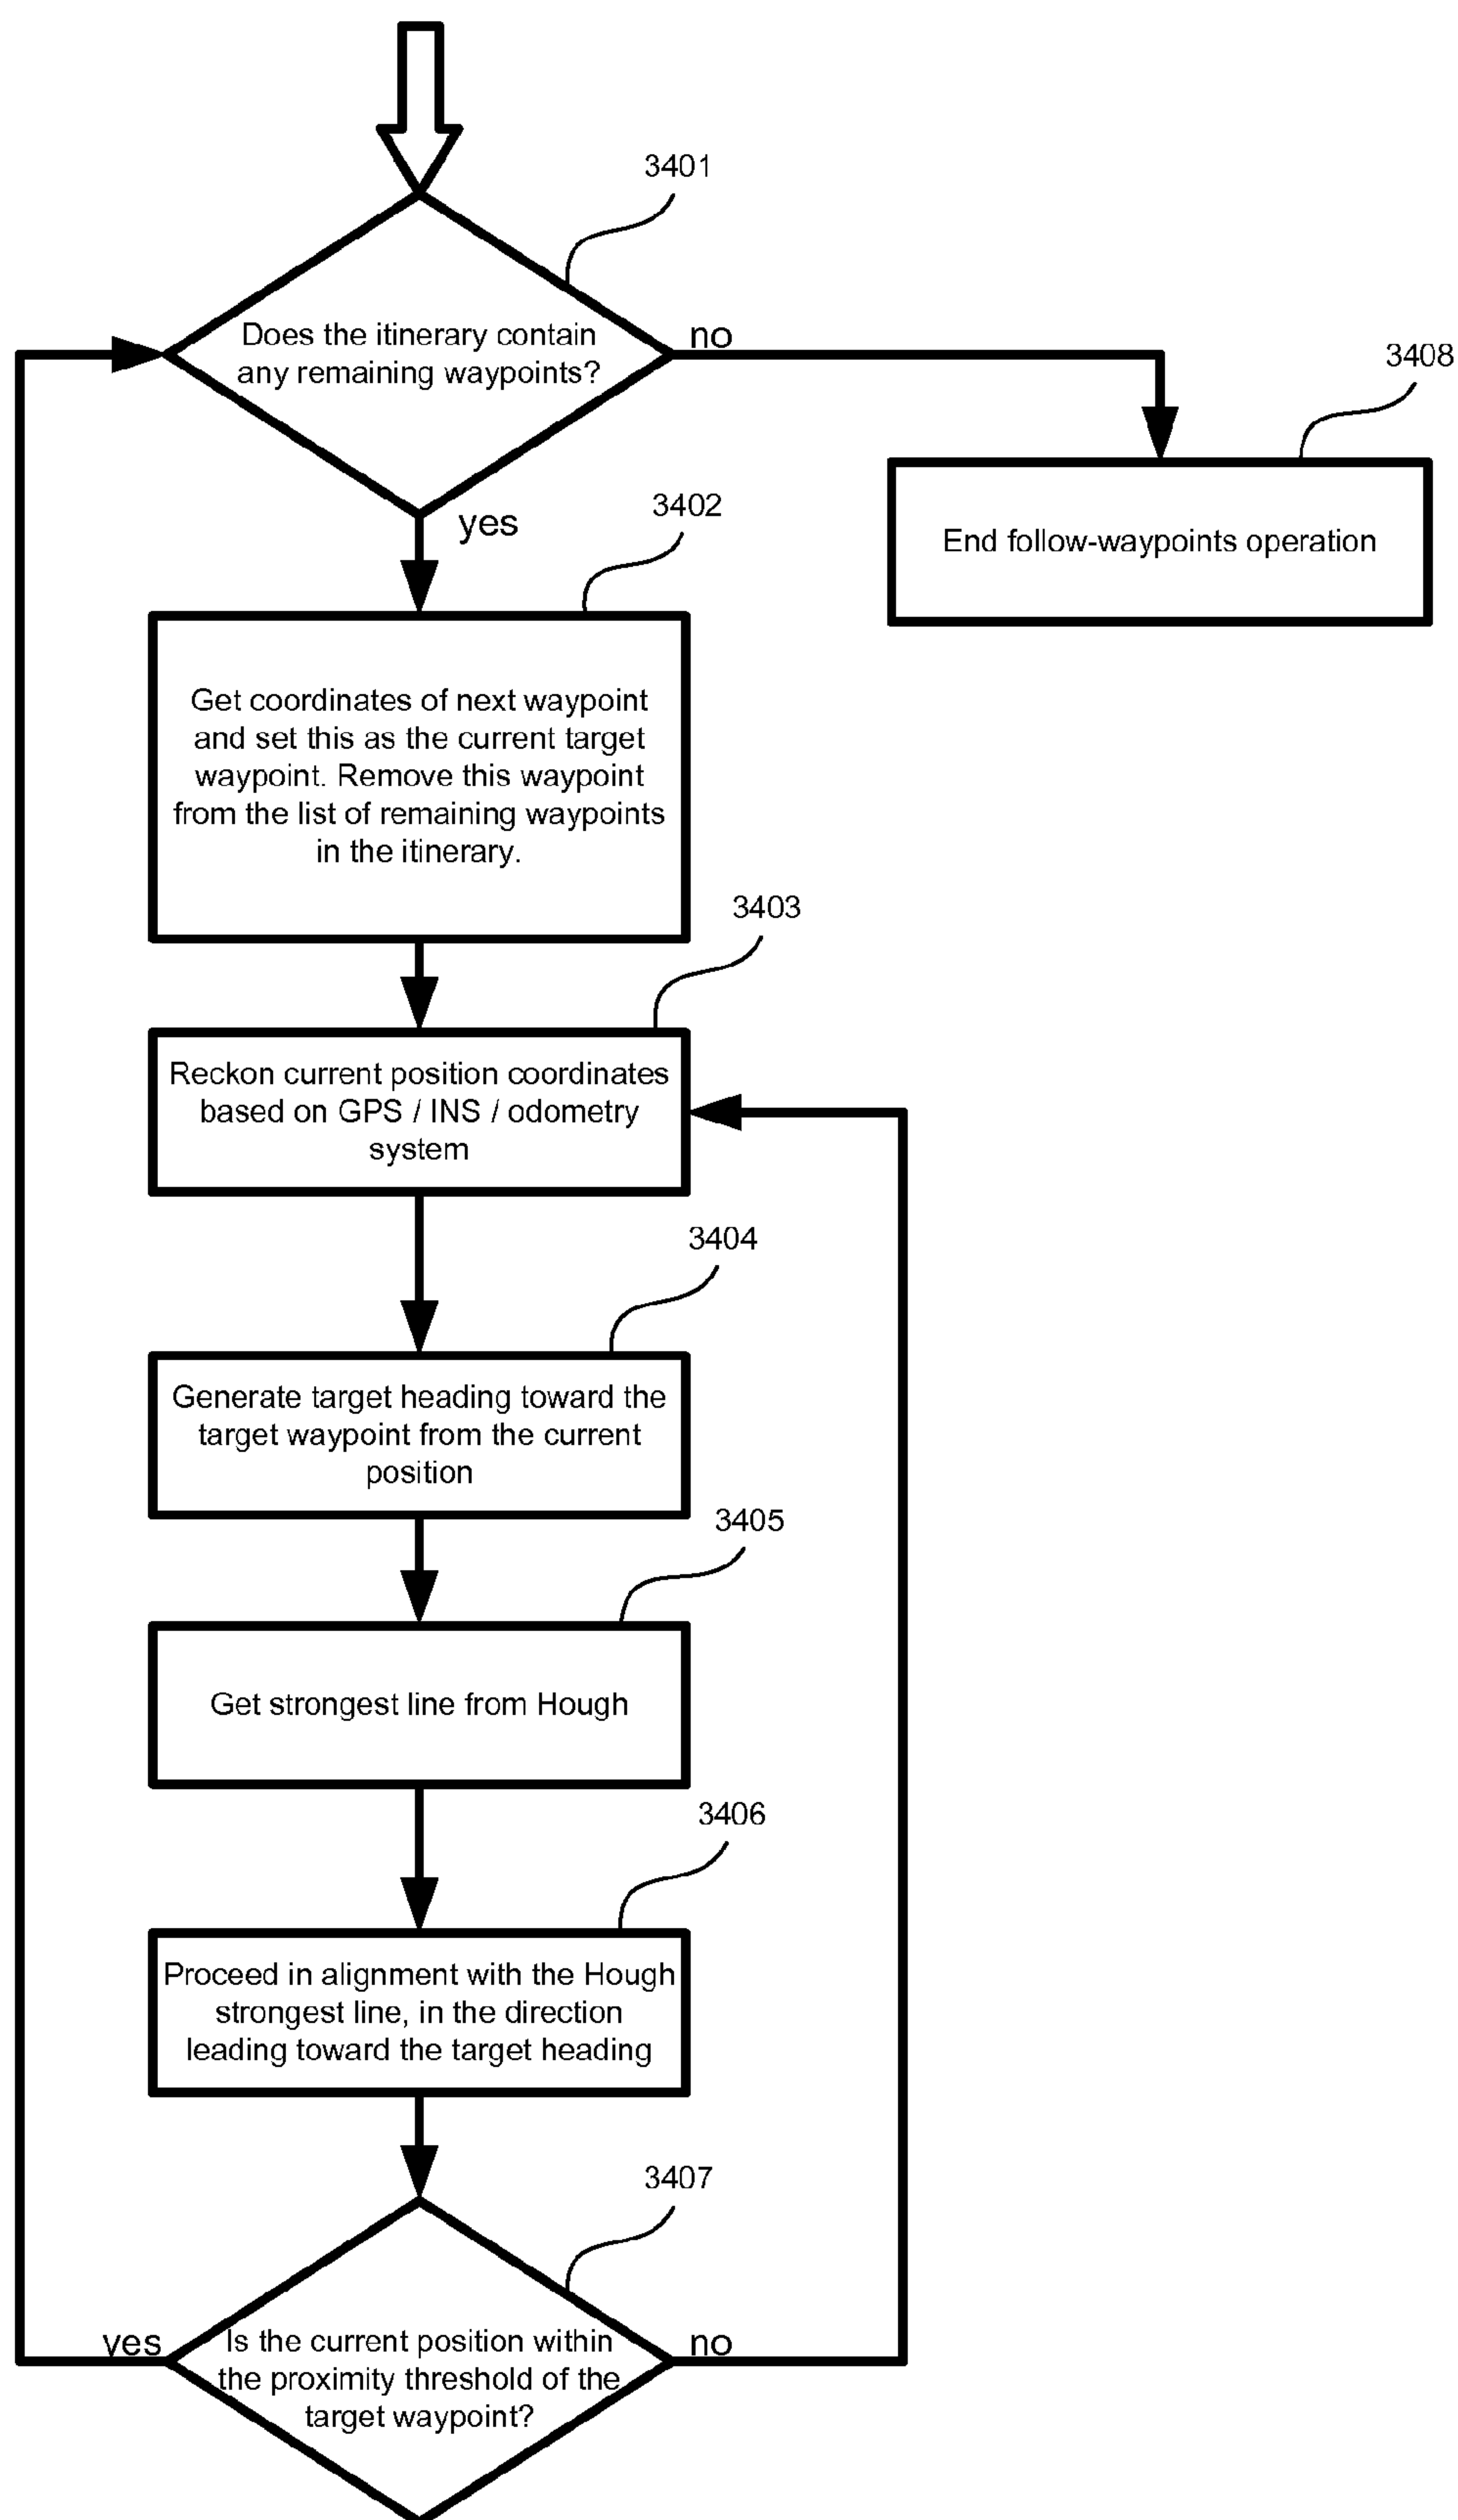 3401
Does the itinerary contain
any remaining waypoints?
no
3408
End follow-waypoints operation
yes
3402
Get coordinates of next waypoint
and set this as the current target
waypoint. Remove this waypoint
from the list of remaining waypoints
in the itinerary.
3403
Reckon current position coordinates
based on GPS / INS / odometry
system
3404
Generate target heading toward the
target waypoint from the current
position
3405
Get strongest line from Hough
3406
Proceed in alignment with the Hough
strongest line, in the direction
leading toward the target heading
3407
yes
Is the current position within
the proximity threshold of the
target waypoint?
no